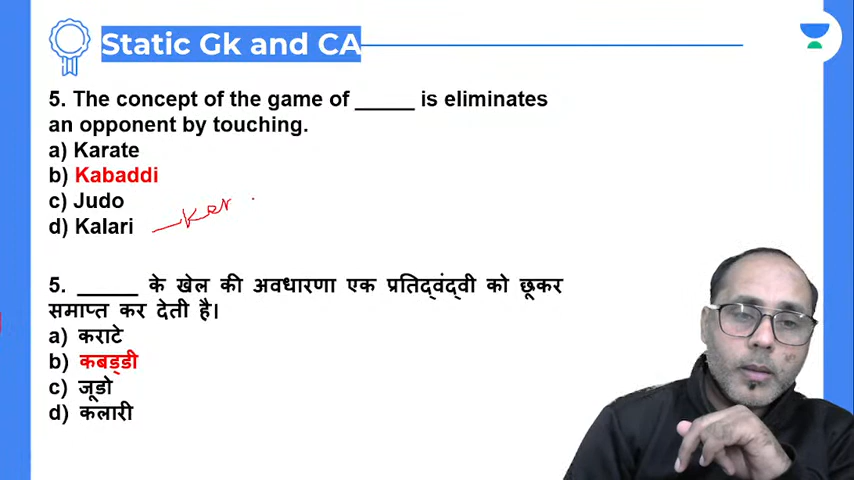 Static Gk and CA
5. The concept of the game of _____ is eliminates
an opponent by touching.
a) Karate
b) Kabaddi
c) Judo
d) Kalari
Ker
5. _____ के खेल की अवधारणा एक प्रतिद्वंद्वी को छूकर
समाप्त कर देती है।
a) कराटे
b) कबड्डी
c) जूडो
d) कलारी